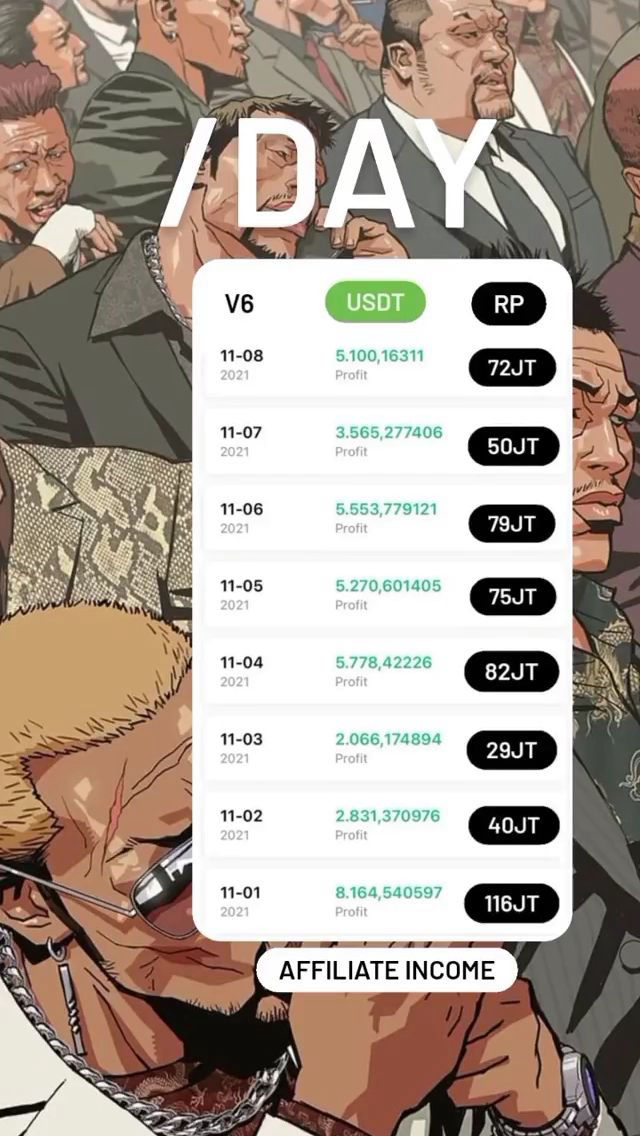 /DAY
V6 USDT RP
11-08 5.100,16311 72JT
2021 Profit
11-07 3.565,277406 50JT
2021 Profit
11-06 5.553,779121 79JT
2021 Profit
11-05 5.270,601405 75JT
2021 Profit
11-04 5.778,42226 82JT
2021 Profit
11-03 2.066,174894 29JT
2021 Profit
11-02 2.831,370976 40JT
2021 Profit
11-01 8.164,540597 116JT
2021 Profit
AFFILIATE INCOME